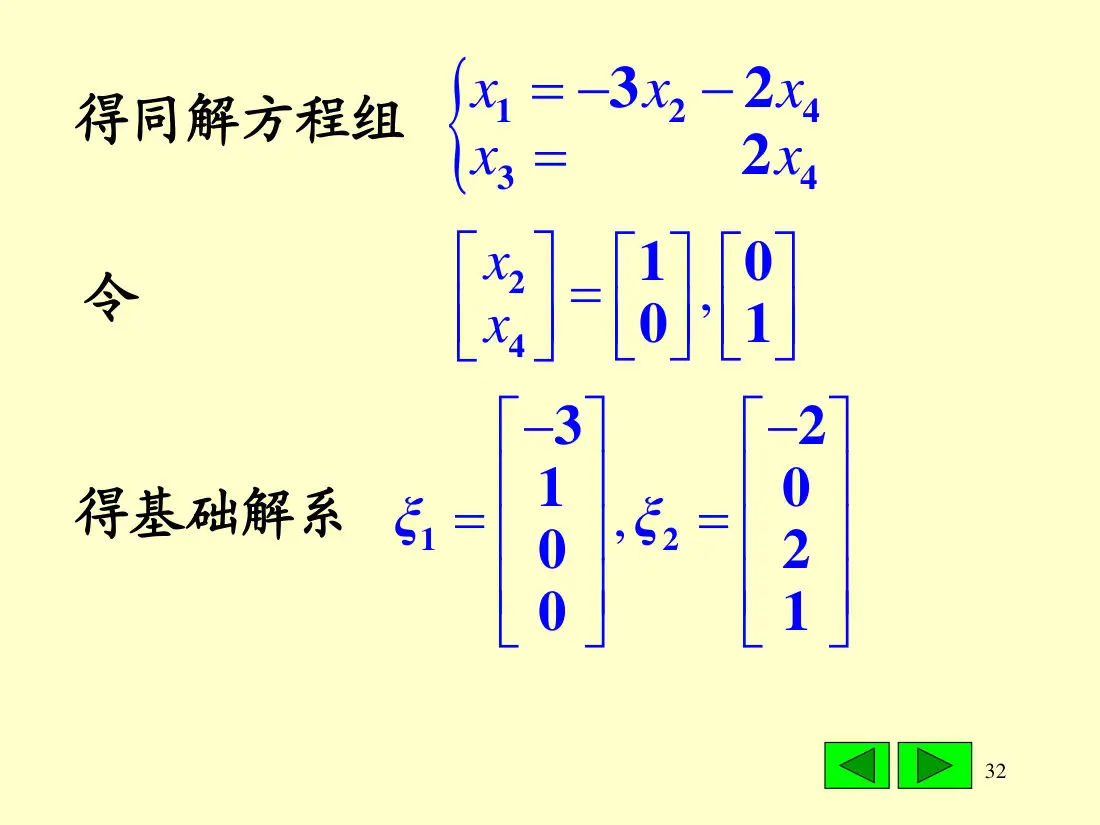 得同解方程组 { x₁ = −3x₂ − 2x₄
x₃ = 2x₄
令 [x₂ x₄] = [1 0], [0 1]
得基础解系 ξ₁ = [−3 1 0 0], ξ₂ = [−2 0 2 1]
32